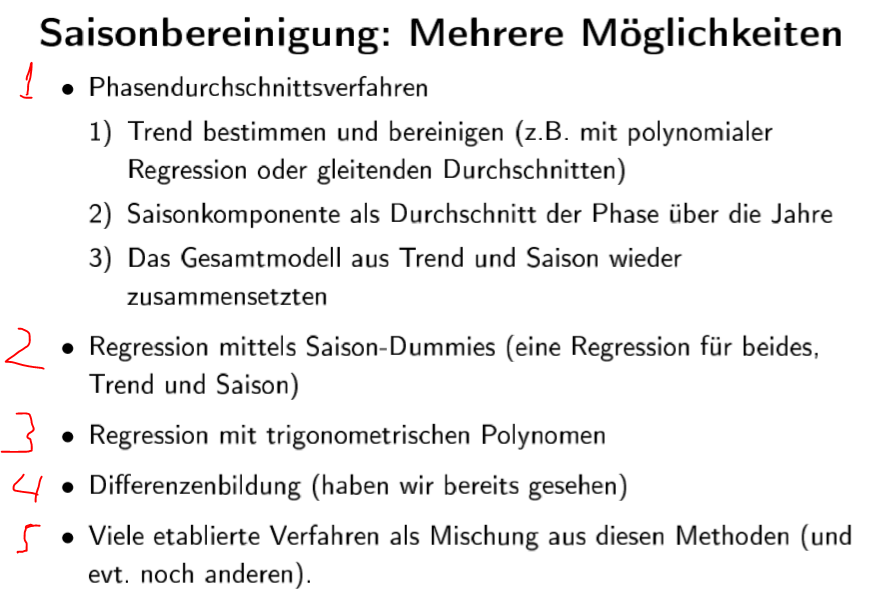 Saisonbereinigung: Mehrere Möglichkeiten
1 • Phasendurchschnittsverfahren
1) Trend bestimmen und bereinigen (z.B. mit polynomialer
Regression oder gleitenden Durchschnitten)
2) Saisonkomponente als Durchschnitt der Phase über die Jahre
3) Das Gesamtmodell aus Trend und Saison wieder
zusammensetzten
2 • Regression mittels Saison-Dummies (eine Regression für beides,
Trend und Saison)
3 • Regression mit trigonometrischen Polynomen
4 • Differenzenbildung (haben wir bereits gesehen)
5 • Viele etablierte Verfahren als Mischung aus diesen Methoden (und
evt. noch anderen).